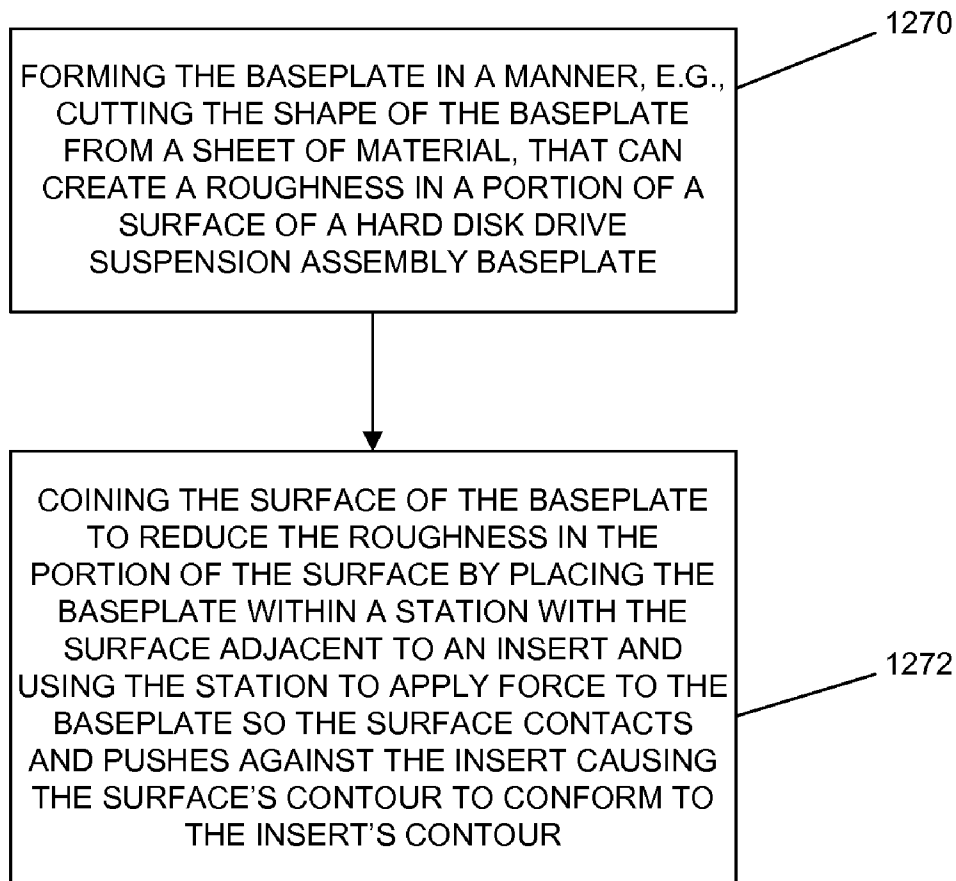 1270
FORMING THE BASEPLATE IN A MANNER, E.G.,
CUTTING THE SHAPE OF THE BASEPLATE
FROM A SHEET OF MATERIAL, THAT CAN
CREATE A ROUGHNESS IN A PORTION OF A
SURFACE OF A HARD DISK DRIVE
SUSPENSION ASSEMBLY BASEPLATE
COINING THE SURFACE OF THE BASEPLATE
TO REDUCE THE ROUGHNESS IN THE
PORTION OF THE SURFACE BY PLACING THE
BASEPLATE WITHIN A STATION WITH THE
SURFACE ADJACENT TO AN INSERT AND
USING THE STATION TO APPLY FORCE TO THE
BASEPLATE SO THE SURFACE CONTACTS
AND PUSHES AGAINST THE INSERT CAUSING
THE SURFACE'S CONTOUR TO CONFORM TO
THE INSERT'S CONTOUR
1272